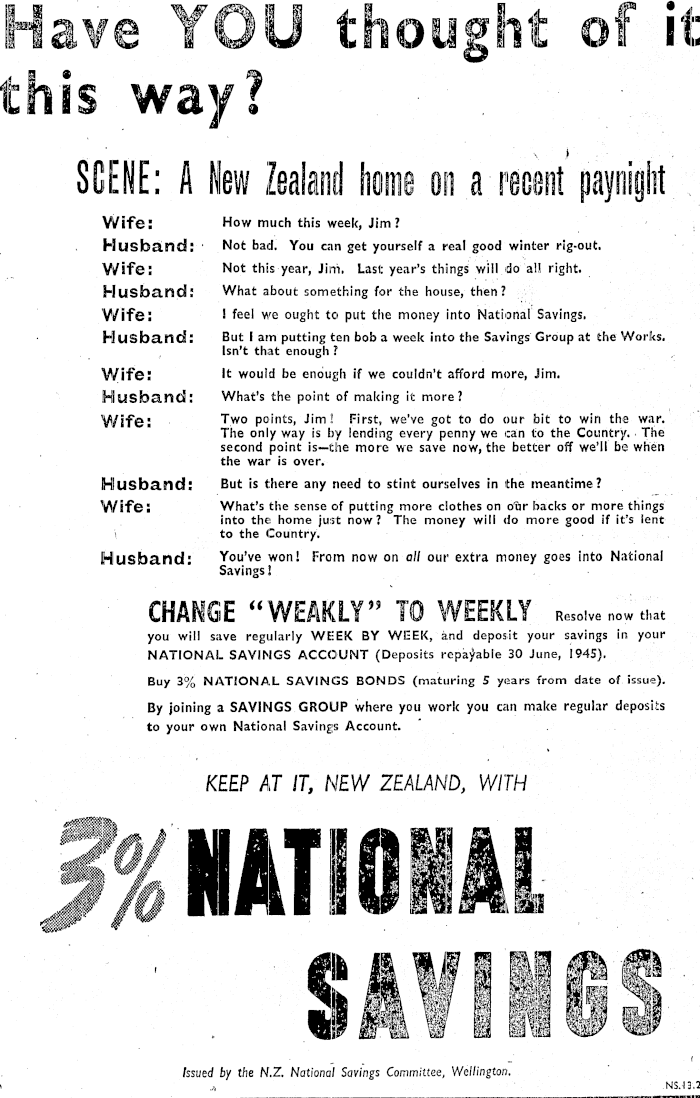 Have YOU thought of it
this way?
SCENE: A New Zealand home on a recent paynight
Wife: How much this week, Jim?
Husband: Not bad. You can get yourself a real good winter rig-out.
Wife: Not this year, Jim. Last year's things will do all right.
Husband: What about something for the house, then?
Wife: I feel we ought to put the money into National Savings.
Husband: But I am putting ten bob a week into the Savings Group at the Works.
Isn't that enough?
Wife: It would be enough if we couldn't afford more, Jim.
Husband: What's the point of making it more?
Wife: Two points, Jim! First, we've got to do our bit to win the war.
The only way is by lending every penny we can to the Country. The
second point is—the more we save now, the better off we'll be when
the war is over.
Husband: But is there any need to stint ourselves in the meantime?
Wife: What's the sense of putting more clothes on our backs or more things
into the home just now? The money will do more good if it's lent
to the Country.
Husband: You've won! From now on all our extra money goes into National
Savings!
CHANGE "WEAKLY" TO WEEKLY Resolve now that
you will save regularly WEEK BY WEEK, and deposit your savings in your
NATIONAL SAVINGS ACCOUNT (Deposits repayable 30 June, 1945).
Buy 3% NATIONAL SAVINGS BONDS (maturing 5 years from date of issue).
By joining a SAVINGS GROUP where you work you can make regular deposits
to your own National Savings Account.
KEEP AT IT, NEW ZEALAND, WITH
3% NATIONAL
SAVINGS
Issued by the N.Z. National Savings Committee, Wellington.
NS.13.2